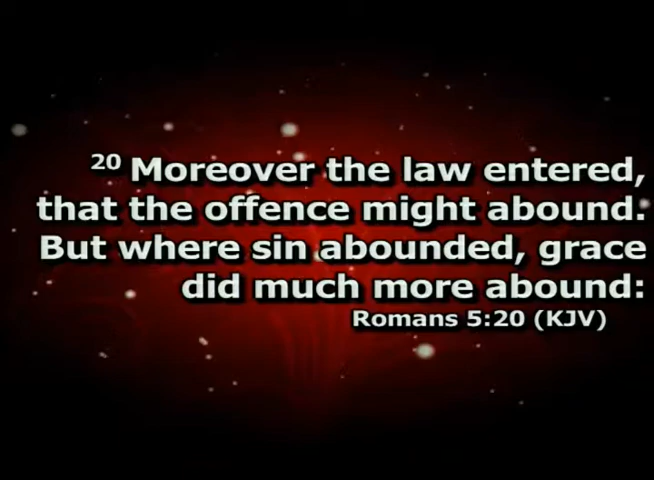 20 Moreover the law entered,
that the offence might abound.
But where sin abounded, grace
did much more abound:
Romans 5:20 (KJV)